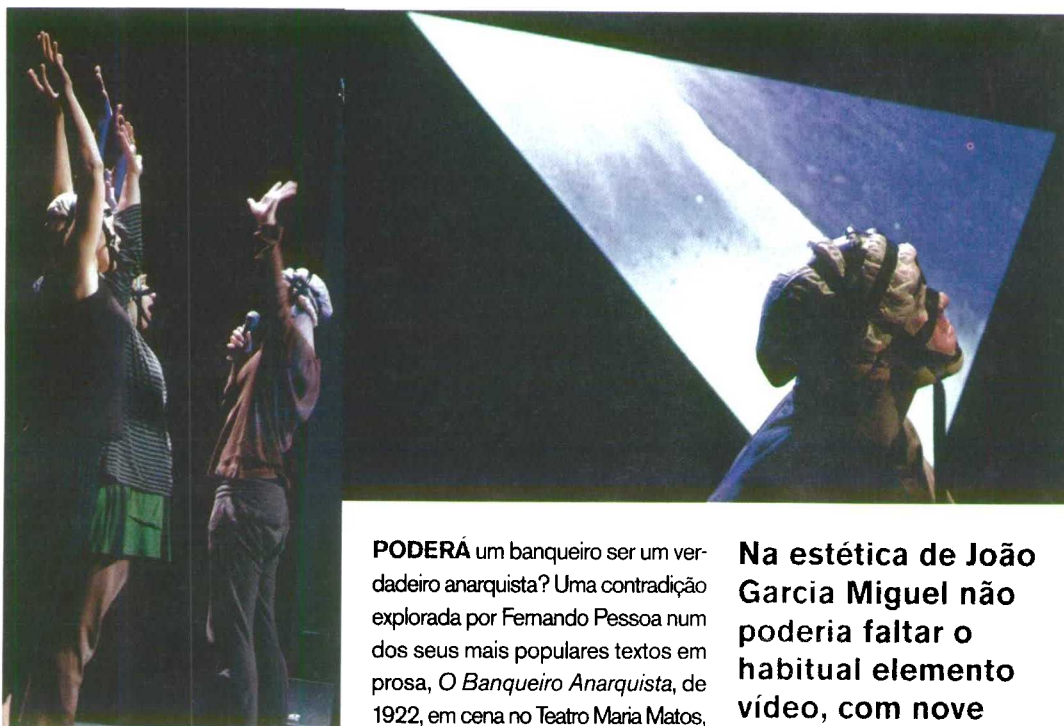 PODERÁ um banqueiro ser um ver-
dadeiro anarquista? Uma contradição
explorada por Fernando Pessoa num
dos seus mais populares textos em
prosa, O Banqueiro Anarquista, de
1922, em cena no Teatro Maria Matos,
Na estética de João
Garcia Miguel não
poderia faltar o
habitual elemento
vídeo, com nove